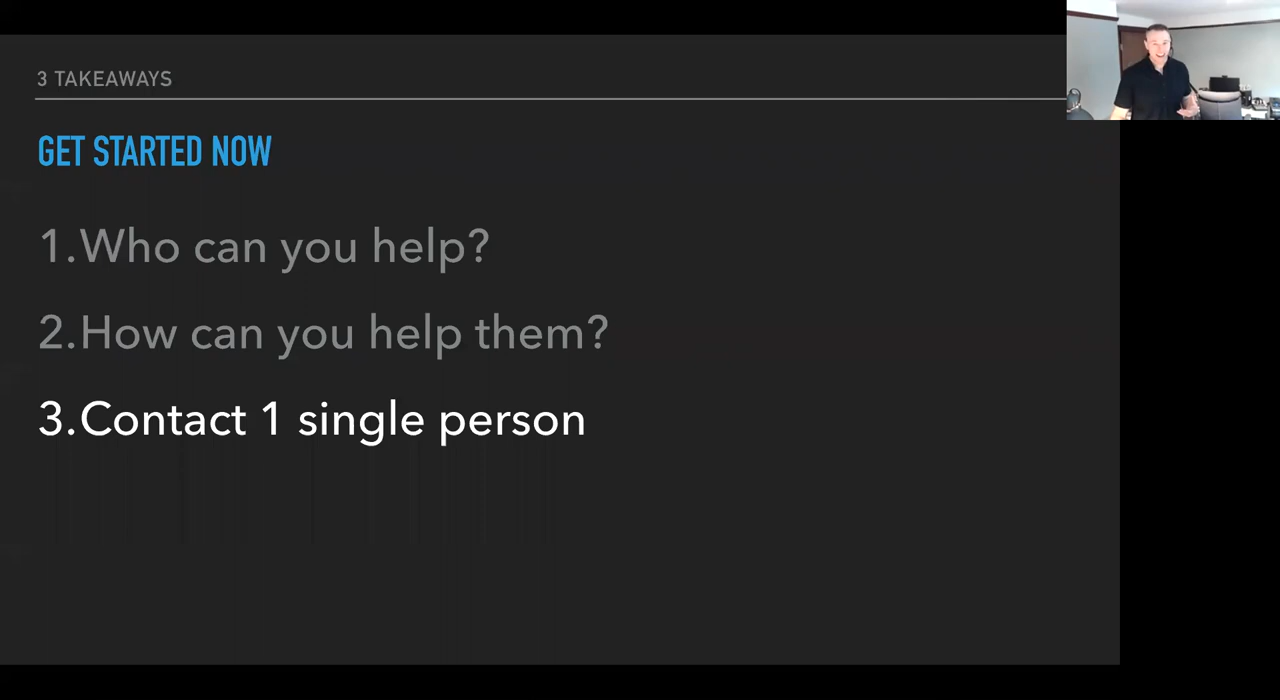 3 TAKEAWAYS
GET STARTED NOW
1.Who can you help?
2.How can you help them?
3.Contact 1 single person